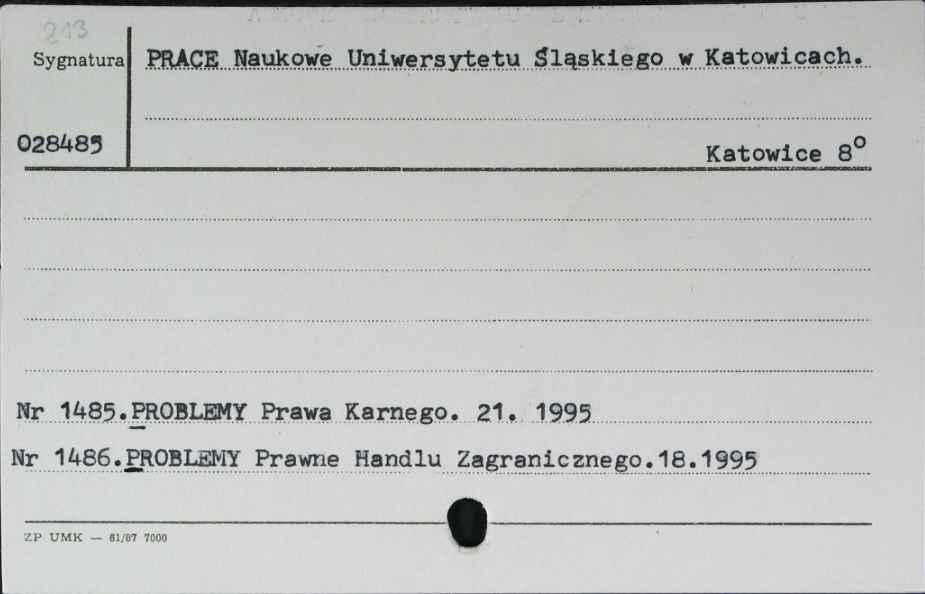 213
Sygnatura PRACE Naukowe Uniwersytetu Śląskiego w Katowicach.
028485
Katowice 8°
Nr 1485.PROBLEMY Prawa Karnego. 21. 1995
Nr 1486.PROBLEMY Prawne Handlu Zagranicznego.18.1995
ZP UMK — 61/87 7000